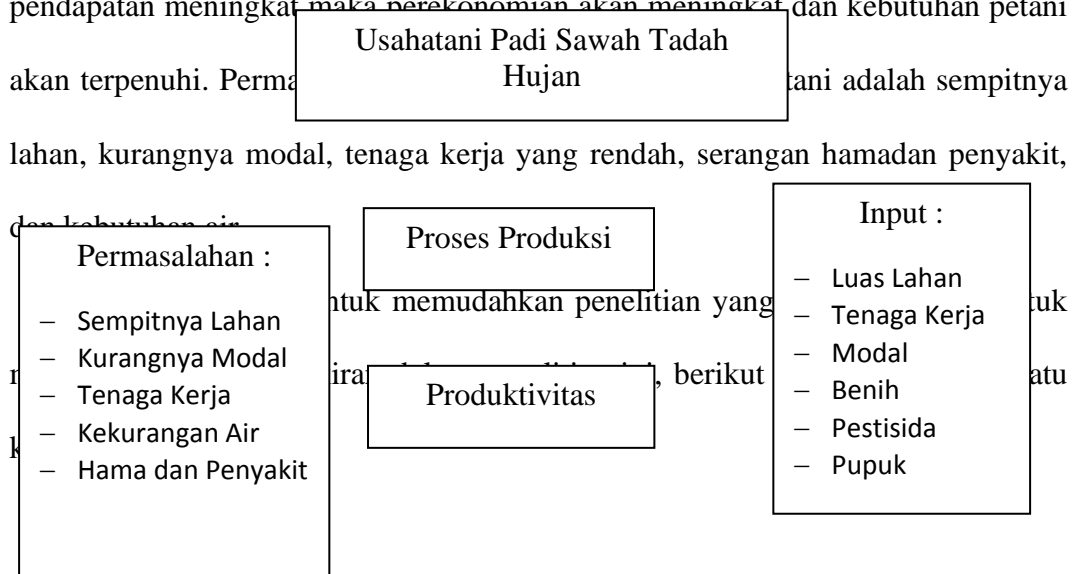 pendapatan meningkat maka perekonomian akan meningkat dan kebutuhan petani
Usahatani Padi Sawah Tadah
Hujan
akan terpenuhi. Perma tani adalah sempitnya
lahan, kurangnya modal, tenaga kerja yang rendah, serangan hamadan penyakit,
dan kebutuhan air
Permasalahan :
– Sempitnya Lahan
– Kurangnya Modal
– Tenaga Kerja
– Kekurangan Air
– Hama dan Penyakit
Proses Produksi
ntuk memudahkan penelitian yang tuk
, berikut atu
Produktivitas
Input :
– Luas Lahan
– Tenaga Kerja
– Modal
– Benih
– Pestisida
– Pupuk